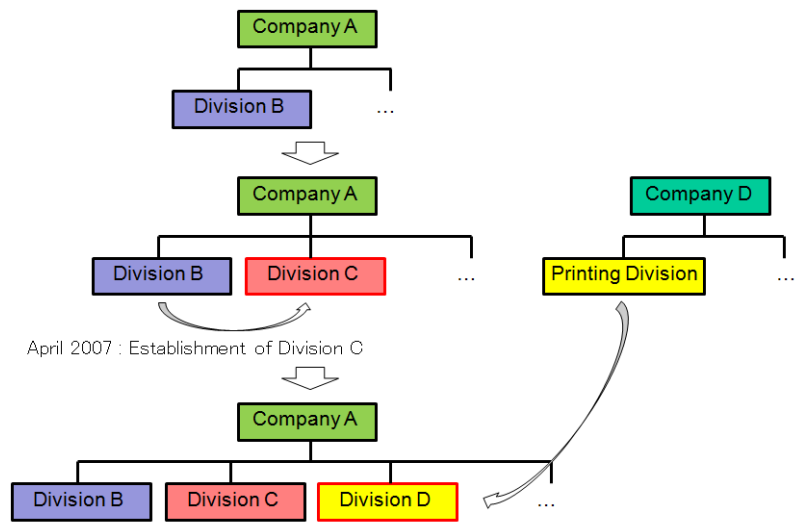 Company A
Division B
...
Company A
Company D
Division B
Division C
...
Printing Division
...
April 2007 : Establishment of Division C
Company A
Division B
Division C
Division D
...